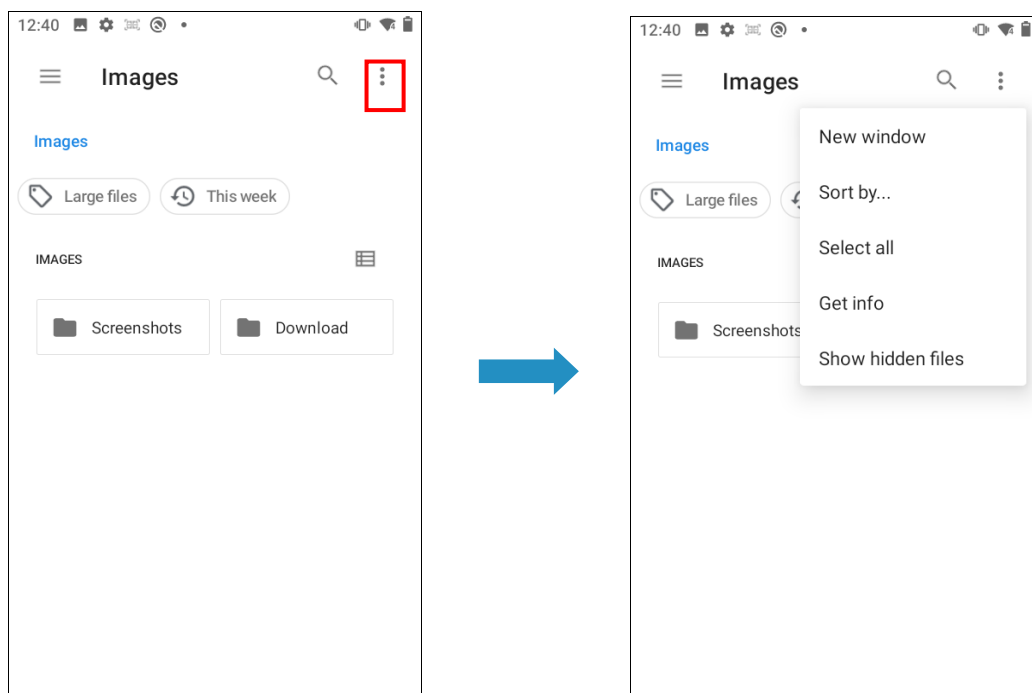 12:40
Images
Images
Large files
This week
IMAGES
Screenshots
Download
12:40
Images
Images
Large files
IMAGES
Screenshots
New window
Sort by...
Select all
Get info
Show hidden files